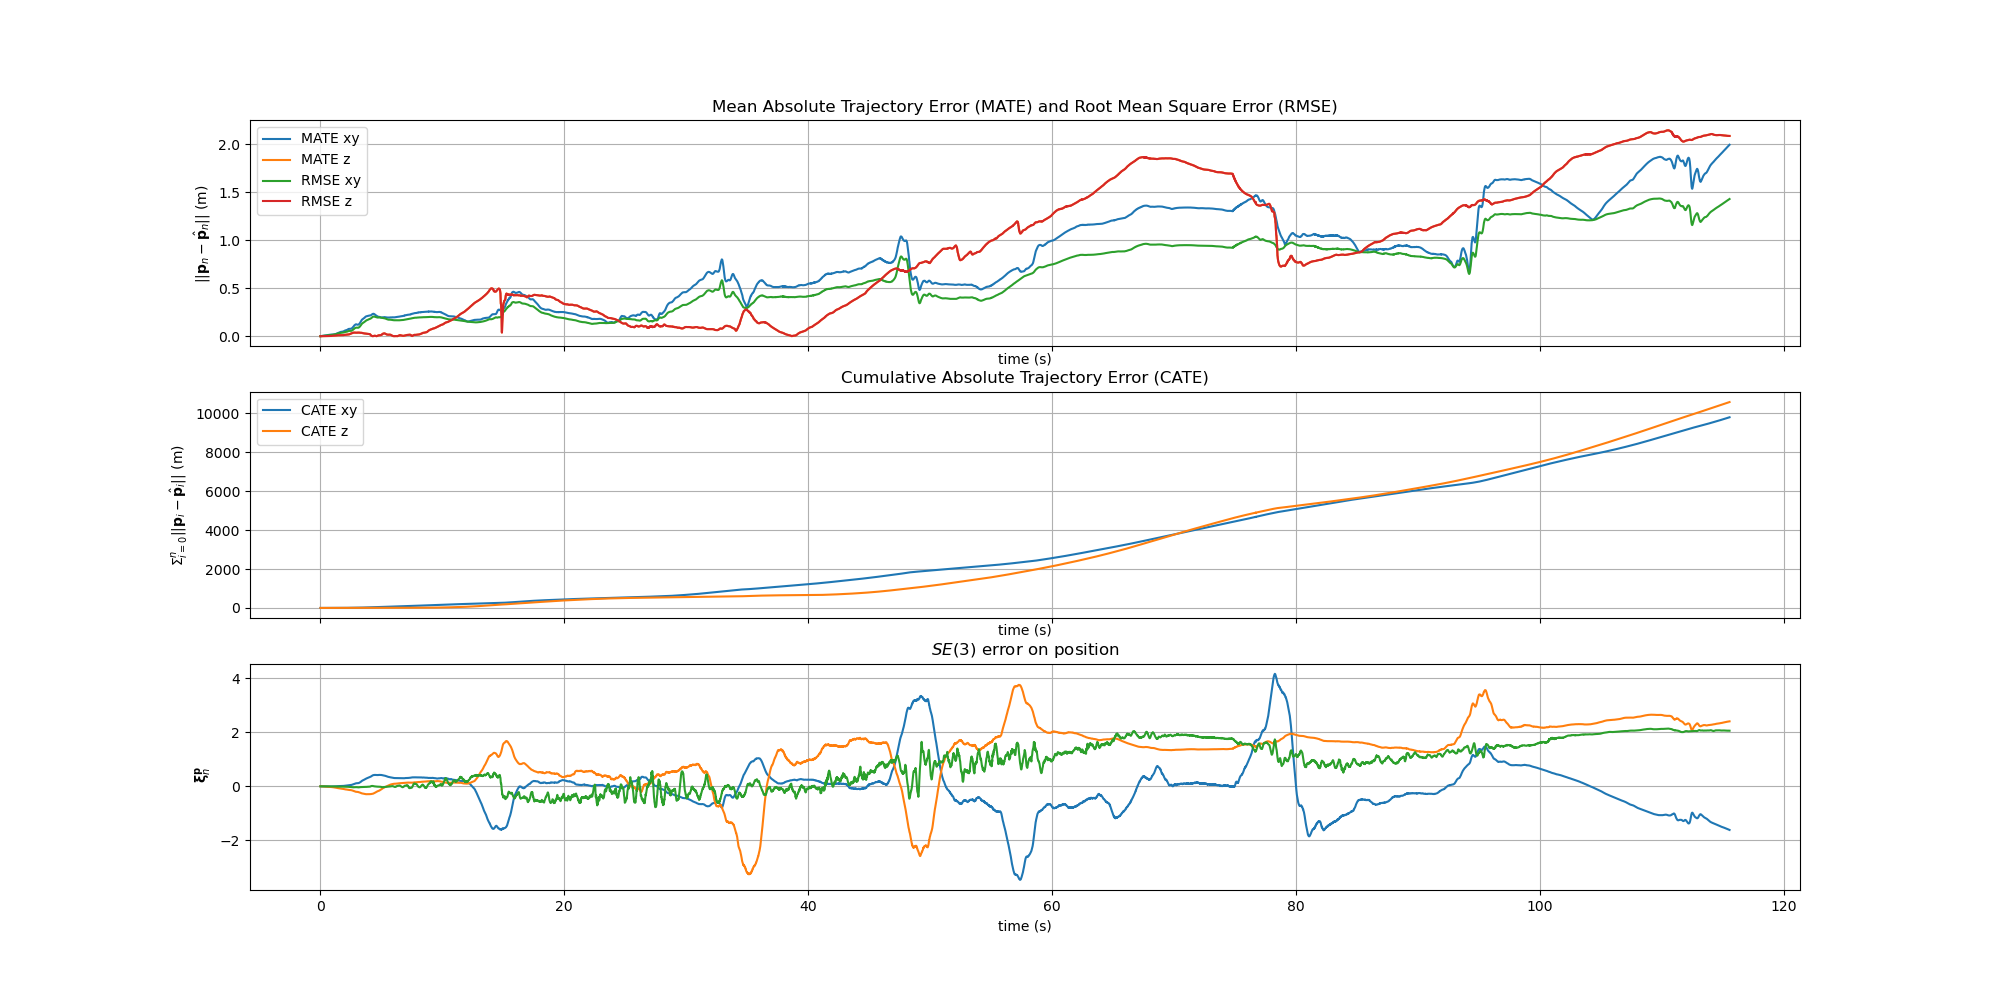 Mean Absolute Trajectory Error (MATE) and Root Mean Square Error (RMSE)
||𝐩ₙ − 𝐩̂ₙ|| (m)
2.0
1.5
1.0
0.5
0.0
MATE xy
MATE z
RMSE xy
RMSE z
time (s)
Cumulative Absolute Trajectory Error (CATE)
Σⁿᵢ₌₀||𝐩ᵢ − 𝐩̂ᵢ|| (m)
10000
8000
6000
4000
2000
0
CATE xy
CATE z
time (s)
SE(3) error on position
𝛏ₙᵖ
4
2
0
−2
0 20 40 60 80 100 120
time (s)